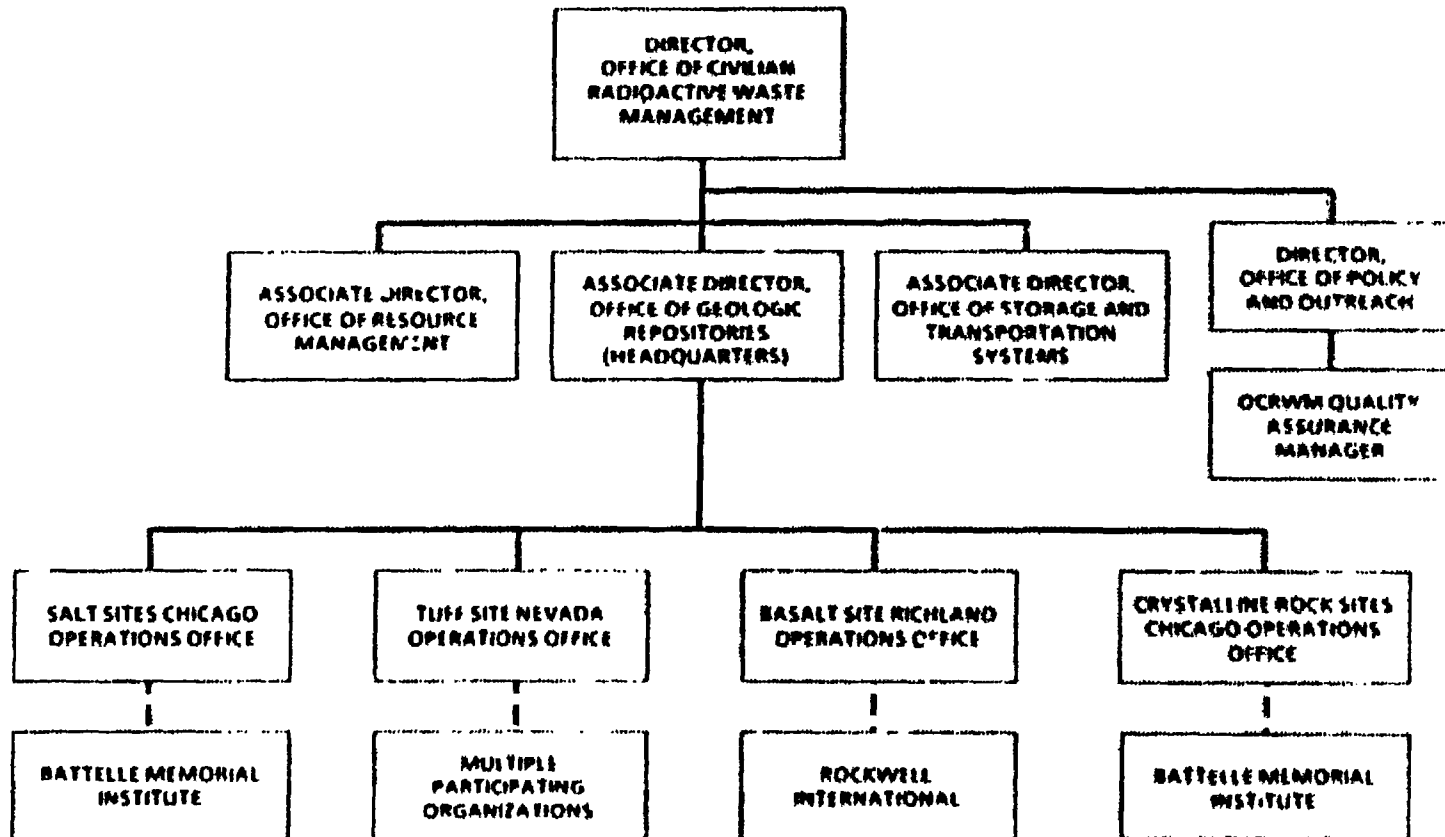 DIRECTOR,
OFFICE OF CIVILIAN
RADIOACTIVE WASTE
MANAGEMENT
ASSOCIATE DIRECTOR,
OFFICE OF RESOURCE
MANAGEMENT
ASSOCIATE DIRECTOR,
OFFICE OF GEOLOGIC
REPOSITORIES
(HEADQUARTERS)
ASSOCIATE DIRECTOR,
OFFICE OF STORAGE AND
TRANSPORTATION
SYSTEMS
DIRECTOR,
OFFICE OF POLICY
AND OUTREACH
OCRWM QUALITY
ASSURANCE
MANAGER
SALT SITES CHICAGO
OPERATIONS OFFICE
TUFF SITE NEVADA
OPERATIONS OFFICE
BASALT SITE RICHLAND
OPERATIONS OFFICE
CRYSTALLINE ROCK SITES
CHICAGO OPERATIONS
OFFICE
BATTELLE MEMORIAL
INSTITUTE
MULTIPLE
PARTICIPATING
ORGANIZATIONS
ROCKWELL
INTERNATIONAL
BATTELLE MEMORIAL
INSTITUTE